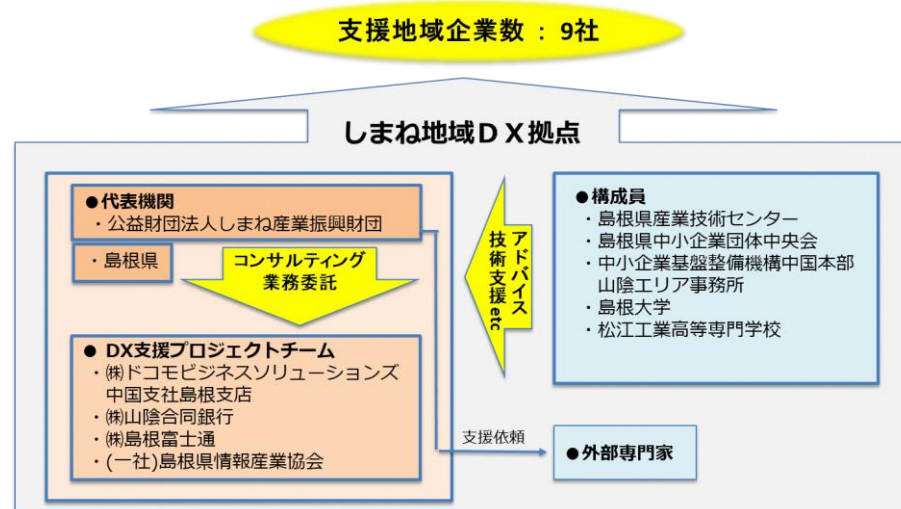 支援地域企業数 : 9社
しまね地域DX拠点
●代表機関
・公益財団法人しまね産業振興財団
・島根県
コンサルティング
業務委託
● DX支援プロジェクトチーム
・㈱ドコモビジネスソリューションズ
中国支社島根支店
・㈱山陰合同銀行
・㈱島根富士通
・(一社)島根県情報産業協会
アドバイス
技術支援etc
●構成員
・島根県産業技術センター
・島根県中小企業団体中央会
・中小企業基盤整備機構中国本部
山陰エリア事務所
・島根大学
・松江工業高等専門学校
支援依頼
●外部専門家